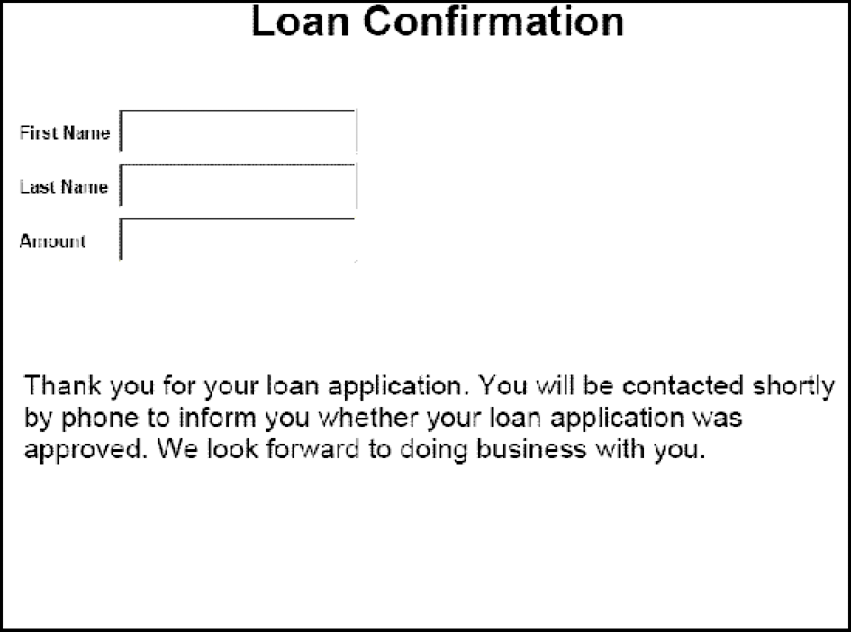 Loan Confirmation
First Name
Last Name
Amount
Thank you for your loan application. You will be contacted shortly
by phone to inform you whether your loan application was
approved. We look forward to doing business with you.